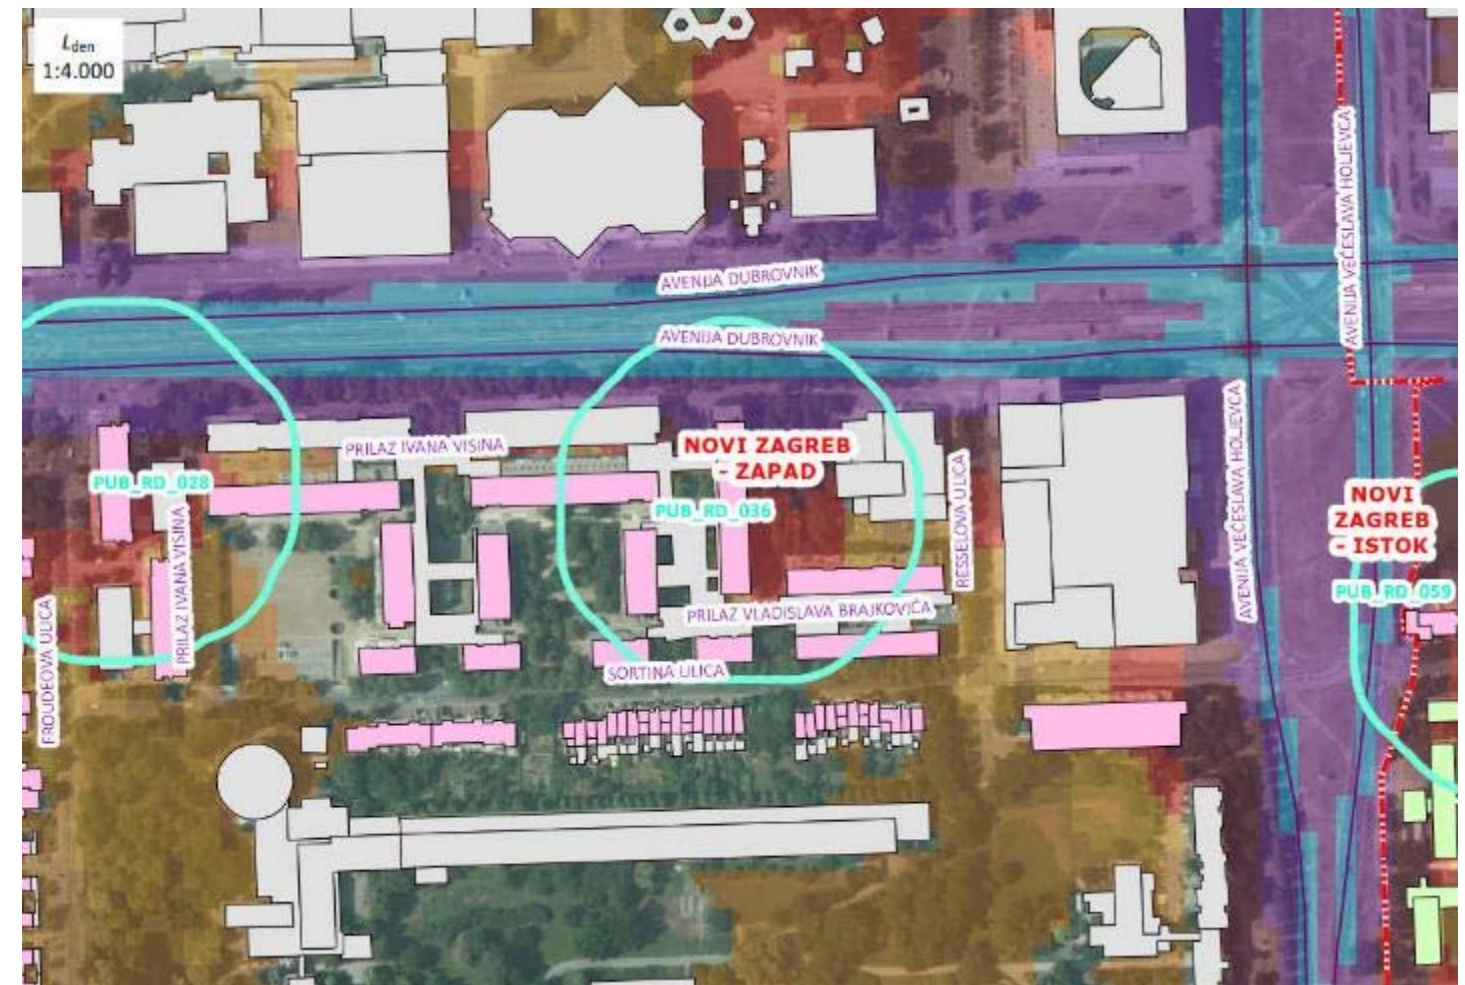 Lden
1:4.000
AVENIJA DUBROVNIK
AVENIJA DUBROVNIK
AVENIJA VEĆESLAVA HOLJEVCA
PRILAZ IVANA VISINA
NOVI ZAGREB
- ZAPAD
PUB_RD_028
PUB_RD_036
PRILAZ IVANA VISINA
RESSELOVA ULICA
AVENIJA VEĆESLAVA HOLJEVCA
NOVI
ZAGREB
- ISTOK
PUB_RD_059
PRILAZ VLADISLAVA BRAJKOVIĆA
FROUDEOVA ULICA
SORTINA ULICA